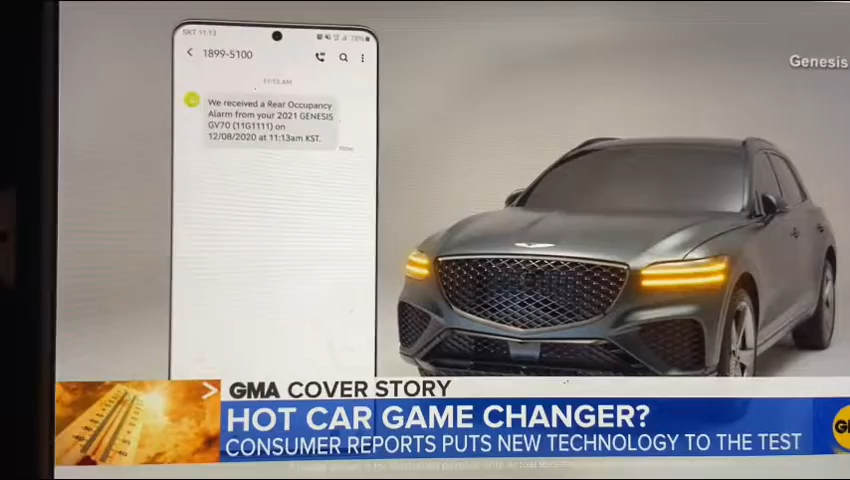 SKT 11:13
78%
1899-5100
Genesis
11:13 AM
We received a Rear Occupancy
Alarm from your 2021 GENESIS
GV70 (11G1111) on
12/08/2020 at 11:13am KST.
Now
GMA COVER STORY
HOT CAR GAME CHANGER?
CONSUMER REPORTS PUTS NEW TECHNOLOGY TO THE TEST